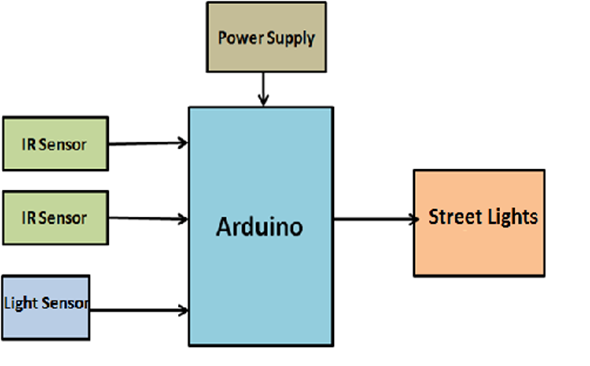 Power Supply
IR Sensor
IR Sensor
Light Sensor
Arduino
Street Lights